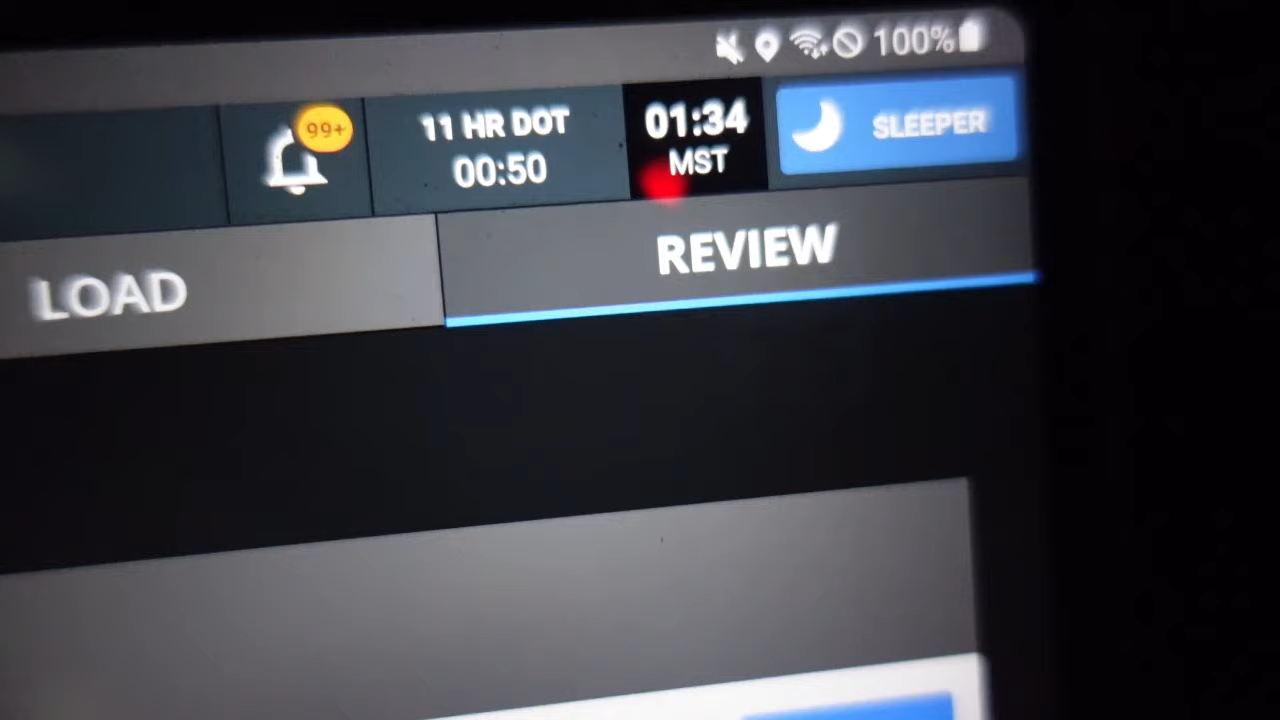 100%
99+
11 HR DOT
00:50
01:34
MST
SLEEPER
LOAD
REVIEW